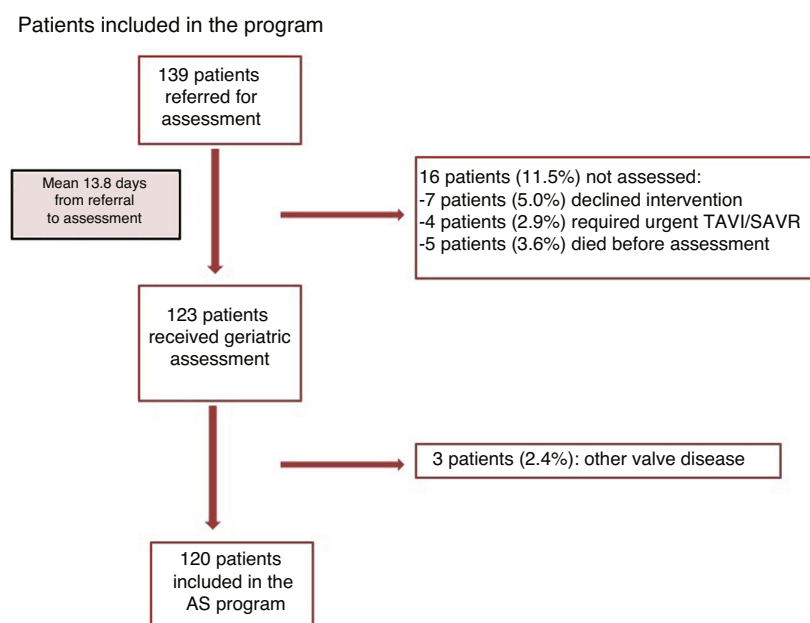 Patients included in the program
139 patients
referred for
assessment
Mean 13.8 days
from referral
to assessment
16 patients (11.5%) not assessed:
-7 patients (5.0%) declined intervention
-4 patients (2.9%) required urgent TAVI/SAVR
-5 patients (3.6%) died before assessment
123 patients
received geriatric
assessment
3 patients (2.4%): other valve disease
120 patients
included in the
AS program